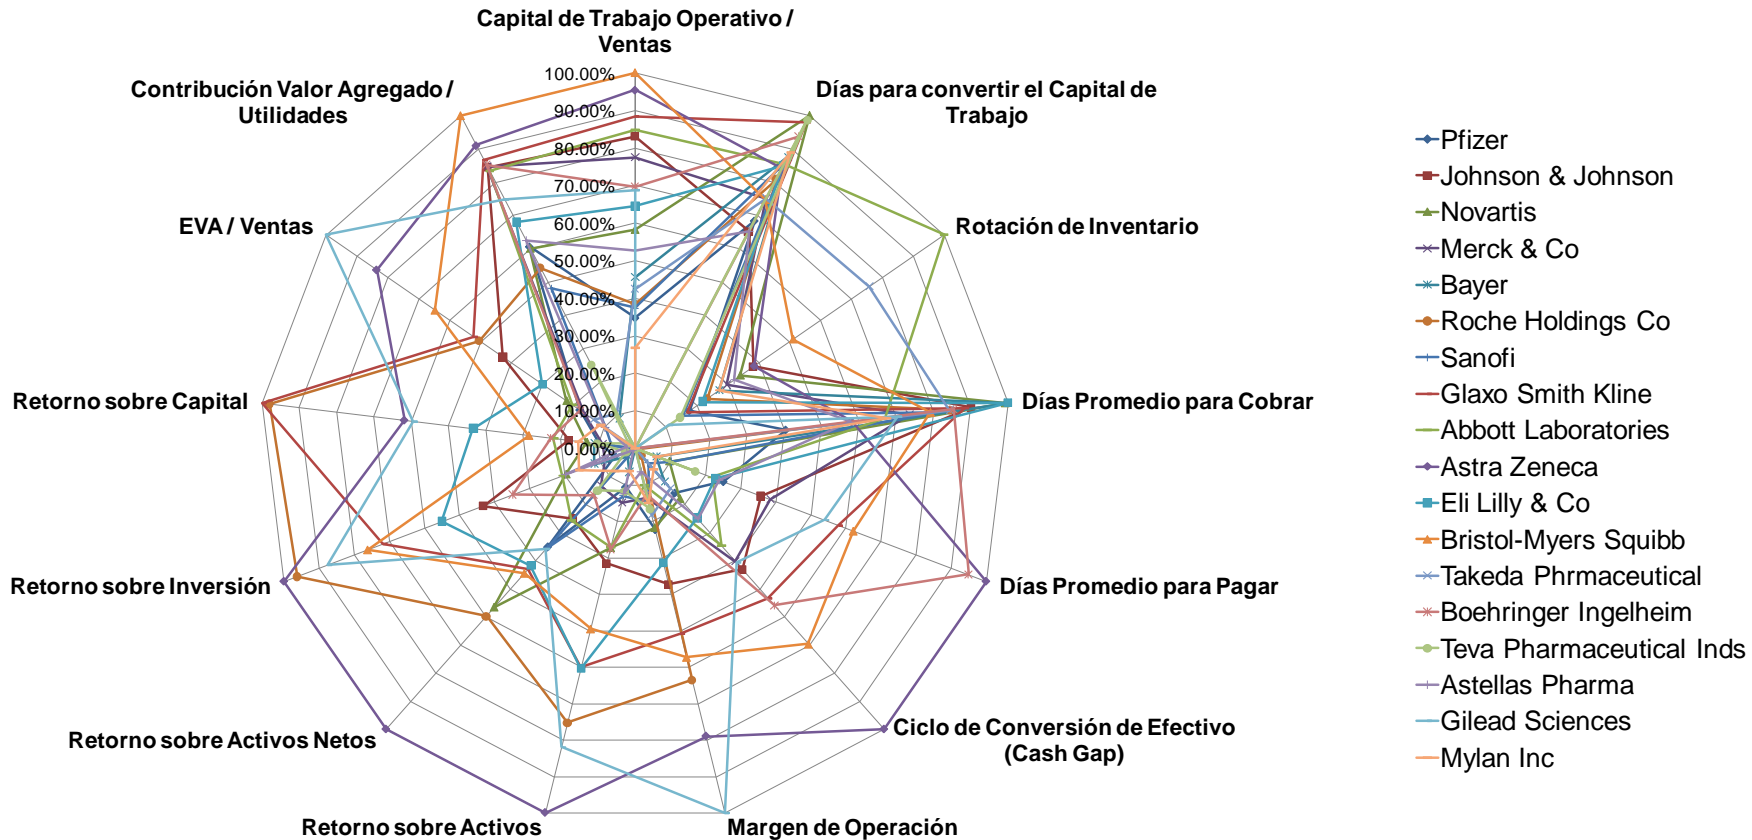 Capital de Trabajo Operativo /
Ventas
Contribución Valor Agregado /
Utilidades
Días para convertir el Capital de
Trabajo
EVA / Ventas
Rotación de Inventario
Retorno sobre Capital
Días Promedio para Cobrar
Retorno sobre Inversión
Días Promedio para Pagar
Retorno sobre Activos Netos
Ciclo de Conversión de Efectivo
(Cash Gap)
Retorno sobre Activos
Margen de Operación
100.00%
90.00%
80.00%
70.00%
60.00%
50.00%
40.00%
30.00%
20.00%
10.00%
0.00%
Pfizer
Johnson & Johnson
Novartis
Merck & Co
Bayer
Roche Holdings Co
Sanofi
Glaxo Smith Kline
Abbott Laboratories
Astra Zeneca
Eli Lilly & Co
Bristol-Myers Squibb
Takeda Phrmaceutical
Boehringer Ingelheim
Teva Pharmaceutical Inds
Astellas Pharma
Gilead Sciences
Mylan Inc